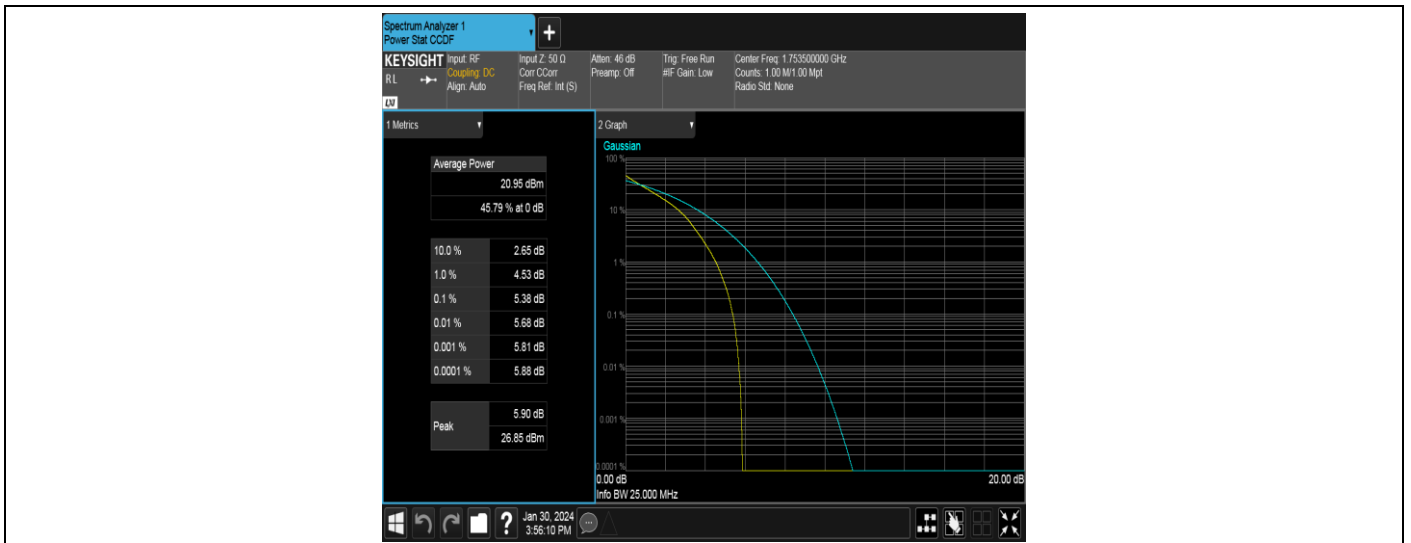 Spectrum Analyzer 1
Power Stat CCDF
+
KEYSIGHT Input: RF Input Z: 50 Ω Atten: 46 dB Trig: Free Run Center Freq: 1.753500000 GHz
RL Coupling: DC Corr CCorr Preamp: Off #IF Gain: Low Counts: 1.00 M/1.00 Mpt
Align: Auto Freq Ref: Int (S) Radio Std: None
LXI
1 Metrics
Average Power
20.95 dBm
45.79 % at 0 dB
10.0 % 2.65 dB
1.0 % 4.53 dB
0.1 % 5.38 dB
0.01 % 5.68 dB
0.001 % 5.81 dB
0.0001 % 5.88 dB
Peak 5.90 dB
26.85 dBm
2 Graph
Gaussian
100 %
10 %
1 %
0.1 %
0.01 %
0.001 %
0.0001 %
0.00 dB 20.00 dB
Info BW 25.000 MHz
? Jan 30, 2024
3:56:10 PM